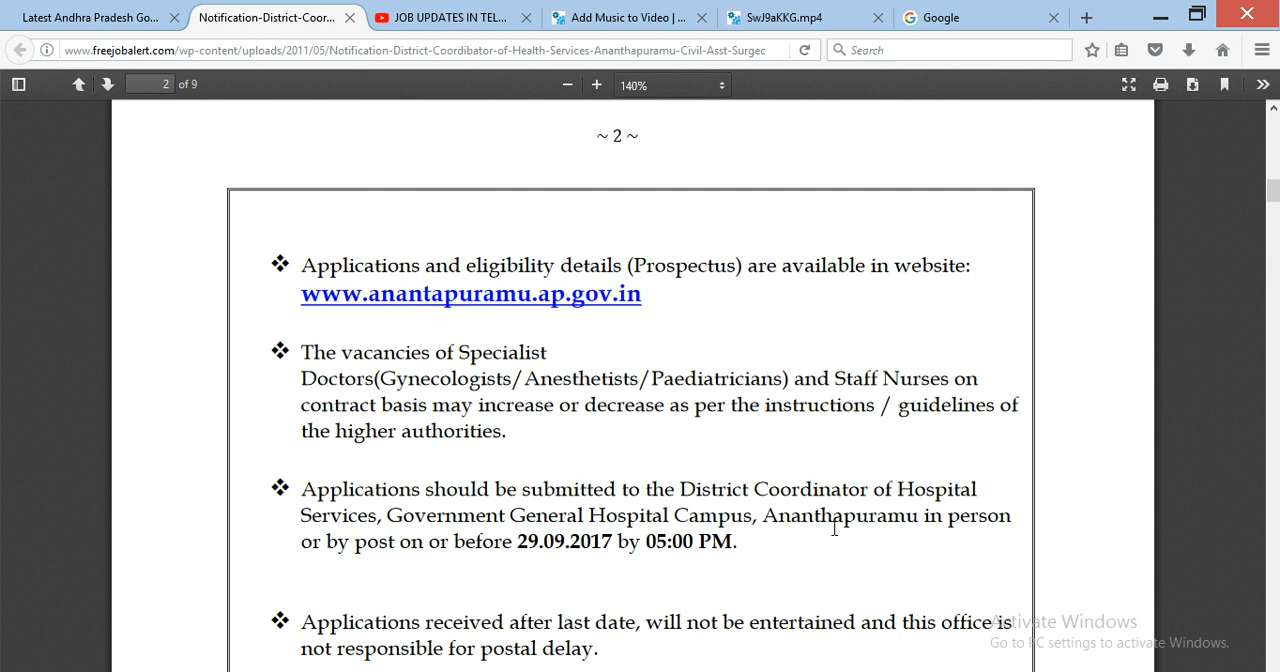 Latest Andhra Pradesh Go...
Notification-District-Coor...
JOB UPDATES IN TEL...
Add Music to Video | ...
SwJ9aKKG.mp4
Google
www.freejobalert.com/wp-content/uploads/2011/05/Notification-District-Coordibator-of-Health-Services-Ananthapuramu-Civil-Asst-Surgec
Search
2 of 9
140%
~ 2 ~
Applications and eligibility details (Prospectus) are available in website:
www.anantapuramu.ap.gov.in
The vacancies of Specialist
Doctors(Gynecologists/Anesthetists/Paediatricians) and Staff Nurses on
contract basis may increase or decrease as per the instructions / guidelines of
the higher authorities.
Applications should be submitted to the District Coordinator of Hospital
Services, Government General Hospital Campus, Ananthapuramu in person
or by post on or before 29.09.2017 by 05:00 PM.
Applications received after last date, will not be entertained and this office is
not responsible for postal delay.
Activate Windows
Go to PC settings to activate Windows.